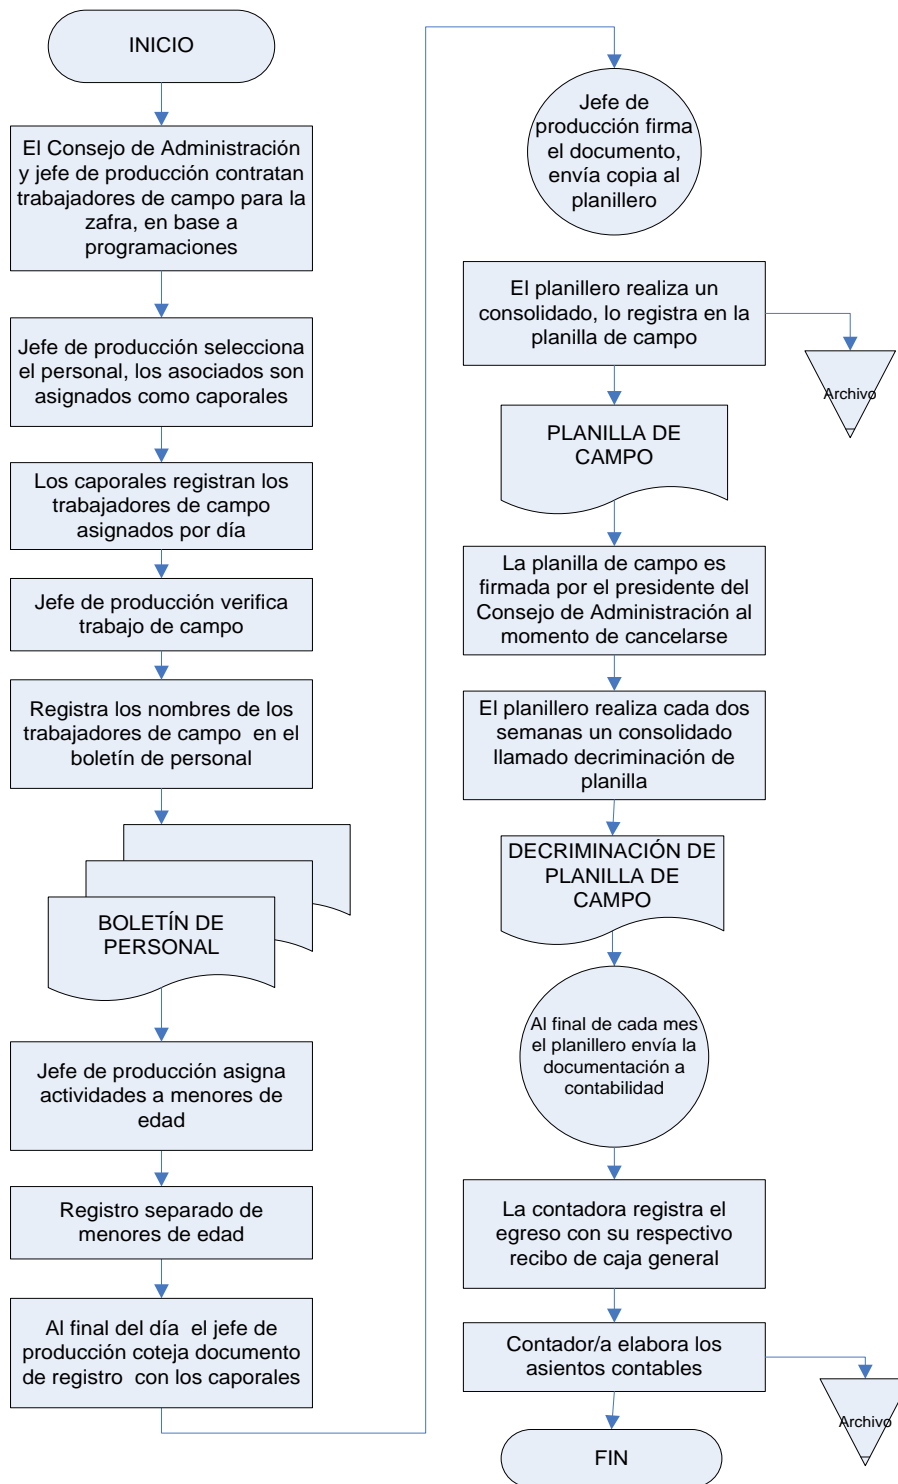 INICIO
El Consejo de Administración
y jefe de producción contratan
trabajadores de campo para la
zafra, en base a
programaciones
Jefe de producción selecciona
el personal, los asociados son
asignados como caporales
Los caporales registran los
trabajadores de campo
asignados por día
Jefe de producción verifica
trabajo de campo
Registra los nombres de los
trabajadores de campo en el
boletín de personal
BOLETÍN DE
PERSONAL
Jefe de producción asigna
actividades a menores de
edad
Registro separado de
menores de edad
Al final del día el jefe de
producción coteja documento
de registro con los caporales
Jefe de
producción firma
el documento,
envía copia al
planillero
El planillero realiza un
consolidado, lo registra en la
planilla de campo
Archivo
PLANILLA DE
CAMPO
La planilla de campo es
firmada por el presidente del
Consejo de Administración al
momento de cancelarse
El planillero realiza cada dos
semanas un consolidado
llamado decriminación de
planilla
DECRIMINACIÓN DE
PLANILLA DE
CAMPO
Al final de cada mes
el planillero envía la
documentación a
contabilidad
La contadora registra el
egreso con su respectivo
recibo de caja general
Contador/a elabora los
asientos contables
Archivo
FIN